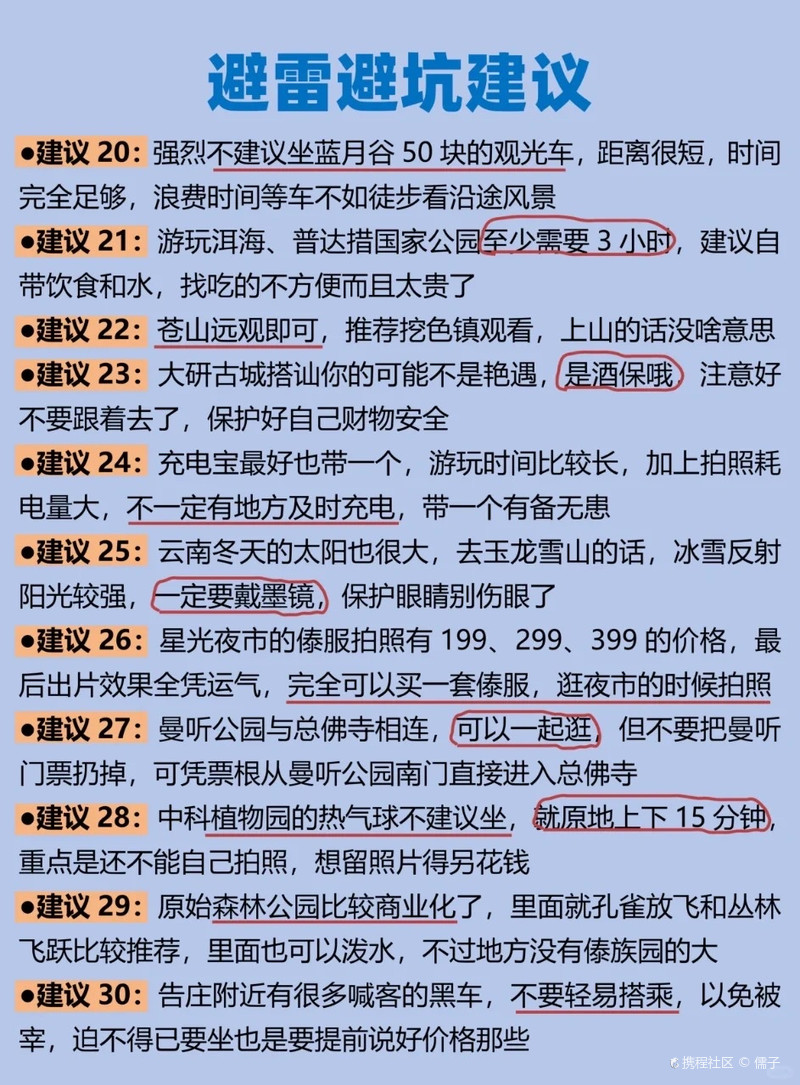 避雷避坑建议
●建议 20：强烈不建议坐蓝月谷 50 块的观光车，距离很短，时间
完全足够，浪费时间等车不如徒步看沿途风景
●建议 21：游玩洱海、普达措国家公园至少需要 3 小时，建议自
带饮食和水，找吃的不方便而且太贵了
●建议 22：苍山远观即可，推荐挖色镇观看，上山的话没啥意思
●建议 23：大研古城搭讪你的可能不是艳遇，是酒保哦，注意好
不要跟着去了，保护好自己财物安全
●建议 24：充电宝最好也带一个，游玩时间比较长，加上拍照耗
电量大，不一定有地方及时充电，带一个有备无患
●建议 25：云南冬天的太阳也很大，去玉龙雪山的话，冰雪反射
阳光较强，一定要戴墨镜，保护眼睛别伤眼了
●建议 26：星光夜市的傣服拍照有 199、299、399 的价格，最
后出片效果全凭运气，完全可以买一套傣服，逛夜市的时候拍照
●建议 27：曼听公园与总佛寺相连，可以一起逛，但不要把曼听
门票扔掉，可凭票根从曼听公园南门直接进入总佛寺
●建议 28：中科植物园的热气球不建议坐，就原地上下 15 分钟，
重点是还不能自己拍照，想留照片得另花钱
●建议 29：原始森林公园比较商业化了，里面就孔雀放飞和丛林
飞跃比较推荐，里面也可以泼水，不过地方没有傣族园的大
●建议 30：告庄附近有很多喊客的黑车，不要轻易搭乘，以免被
宰，迫不得已要坐也是要提前说好价格那些
携程社区 © 儒子